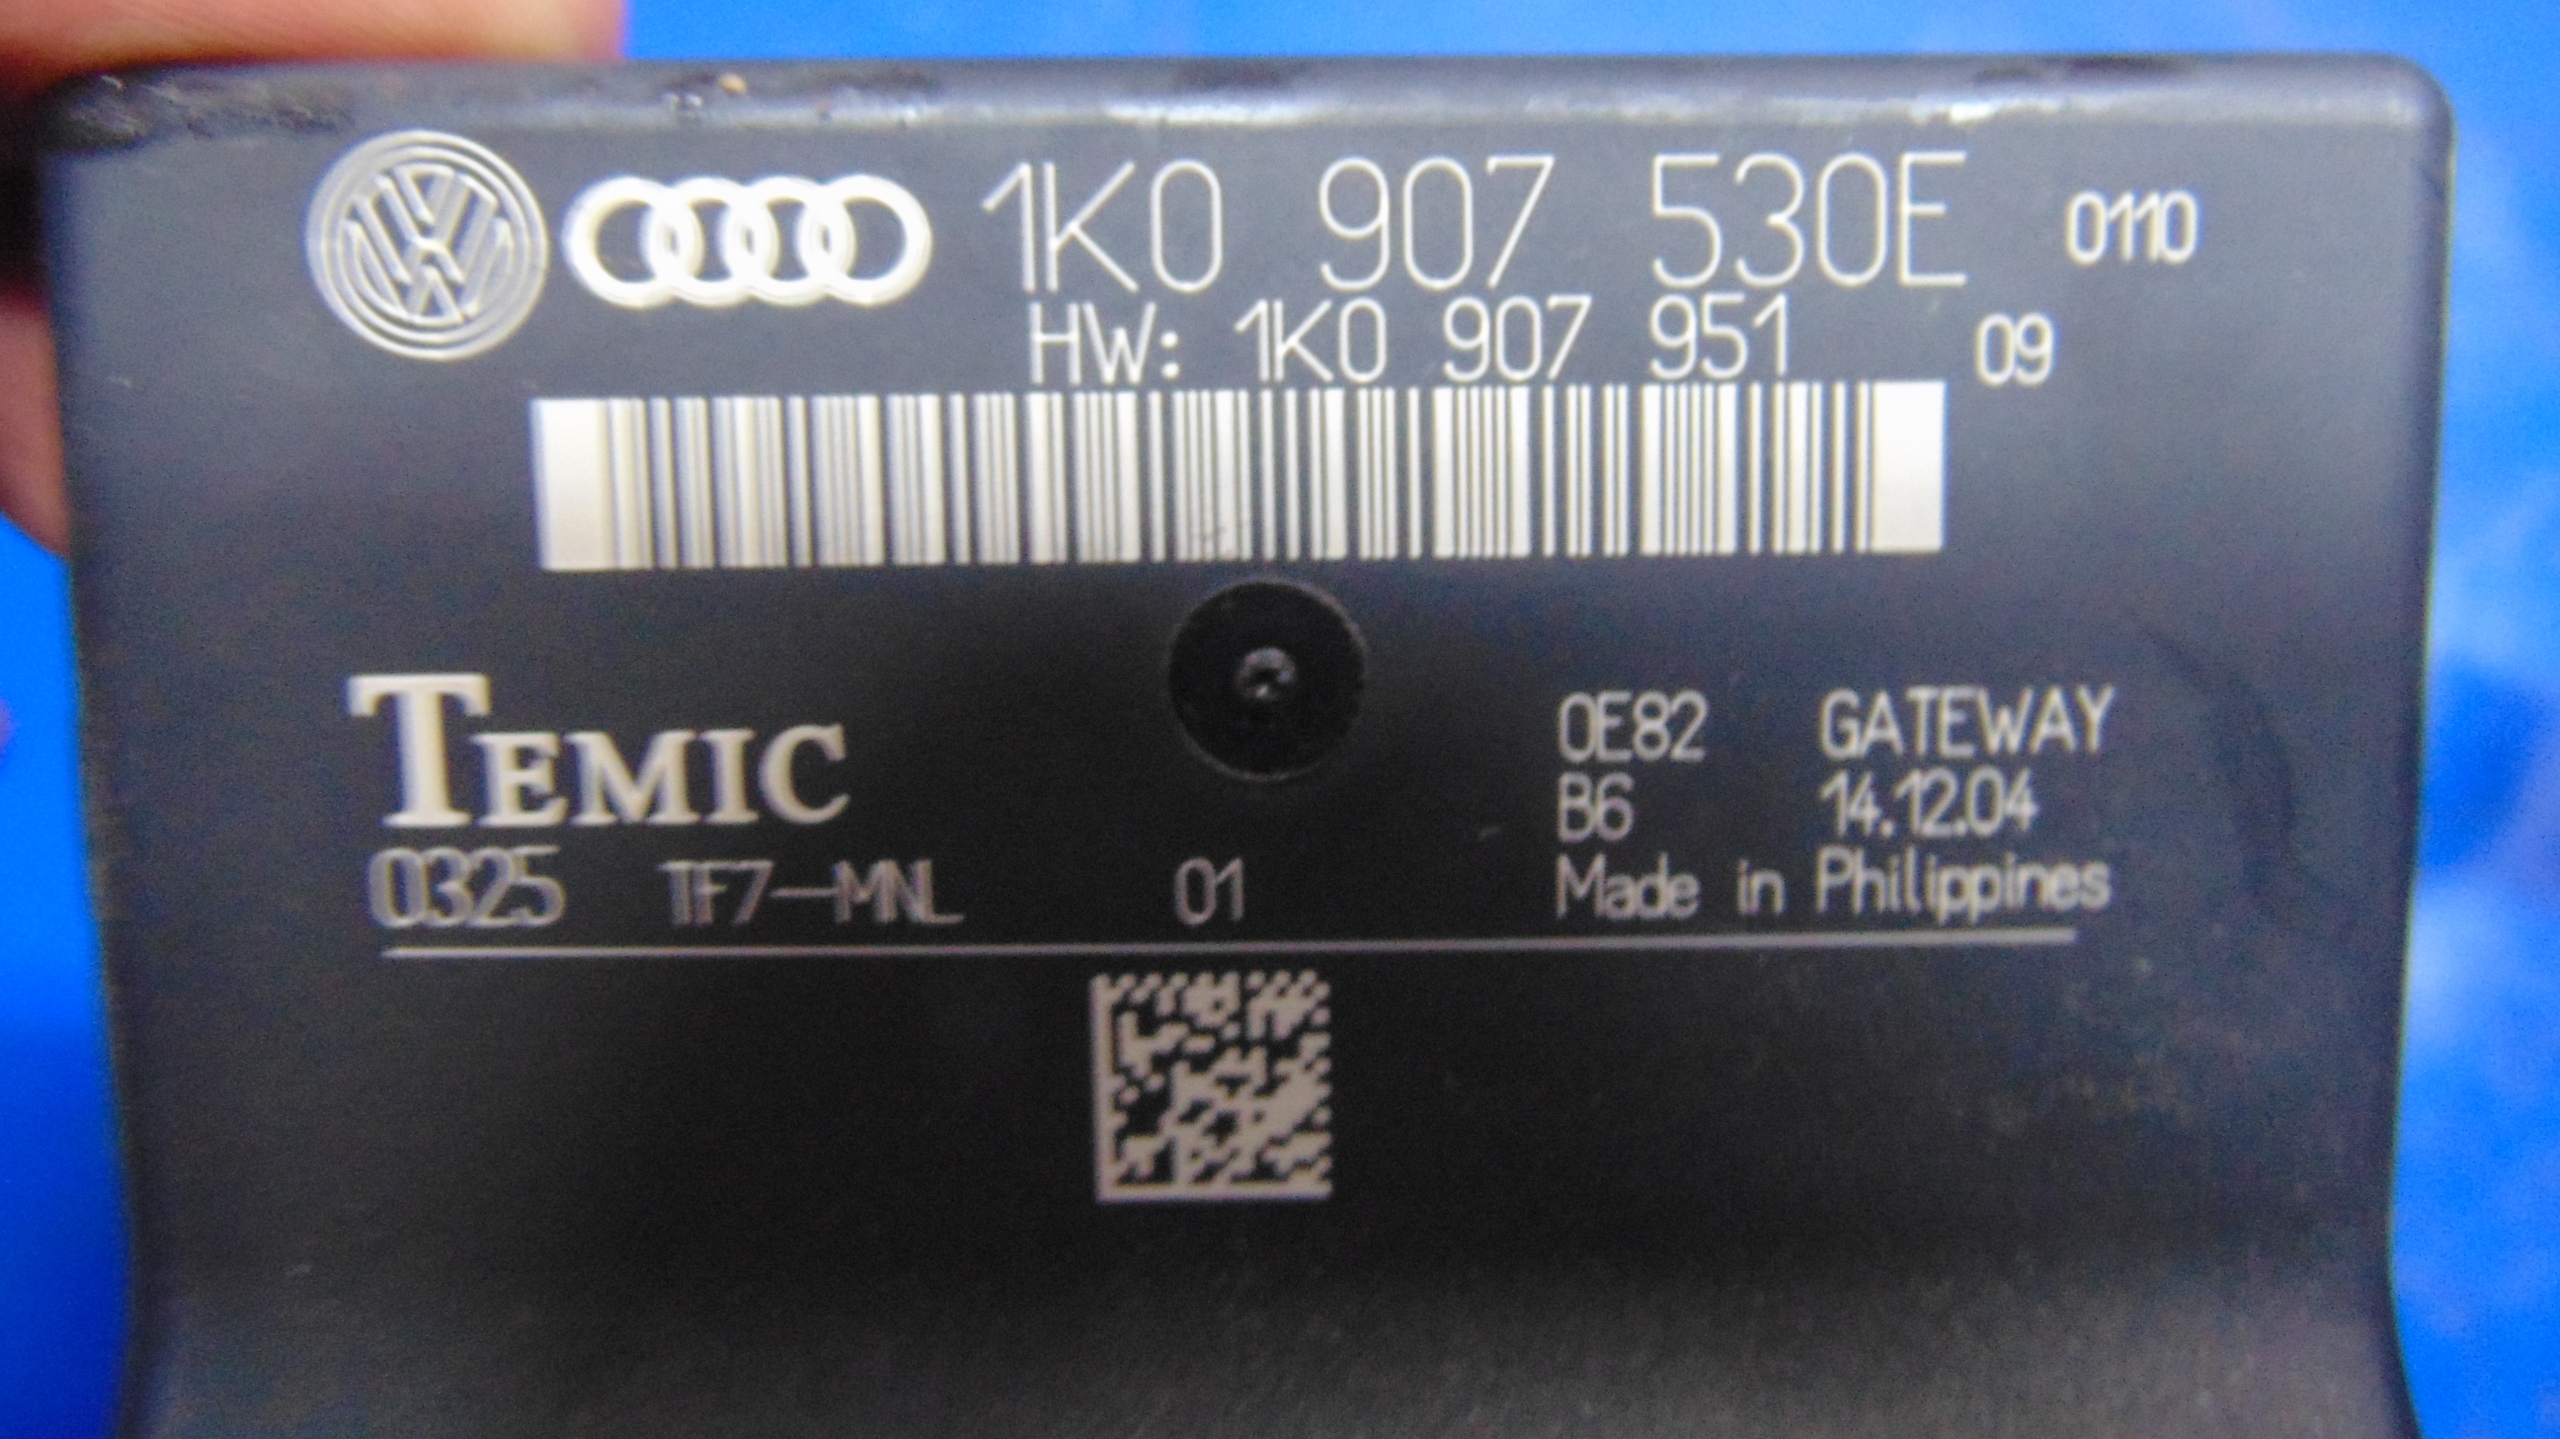 1K0 907 530E 0110
HW: 1K0 907 951 09
TEMIC
0E82 GATEWAY
B6 14.12.04
0325 TF7-MNL 01 Made in Philippines